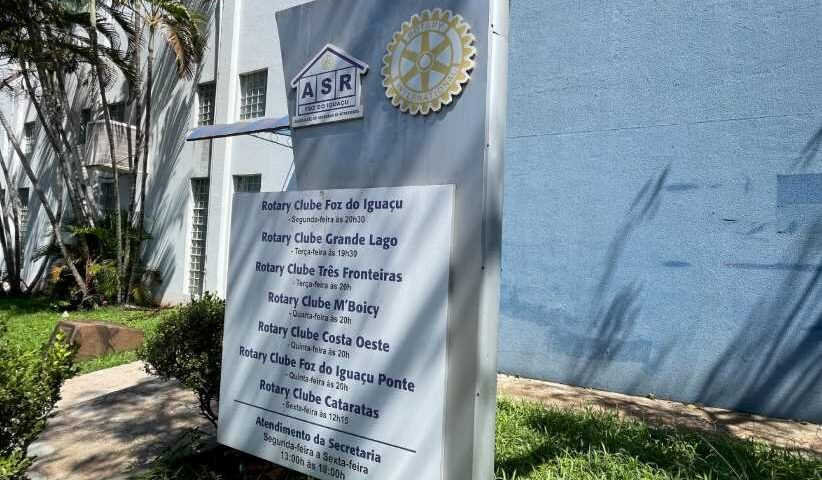 ASR
FOZ DO IGUAÇU
ROTARY
INTERNATIONAL
Rotary Clube Foz do Iguaçu
- Segunda-feira às 20h30
Rotary Clube Grande Lago
- Terça-feira às 19h30
Rotary Clube Três Fronteiras
- Terça-feira às 20h
Rotary Clube M'Boicy
- Quarta-feira às 20h
Rotary Clube Costa Oeste
- Quinta-feira às 20h
Rotary Clube Foz do Iguaçu Ponte
- Quinta-feira às 20h
Rotary Clube Cataratas
- Sexta-feira às 12h15
Atendimento da Secretaria
Segunda-feira a Sexta-feira
13:00h às 18:00h